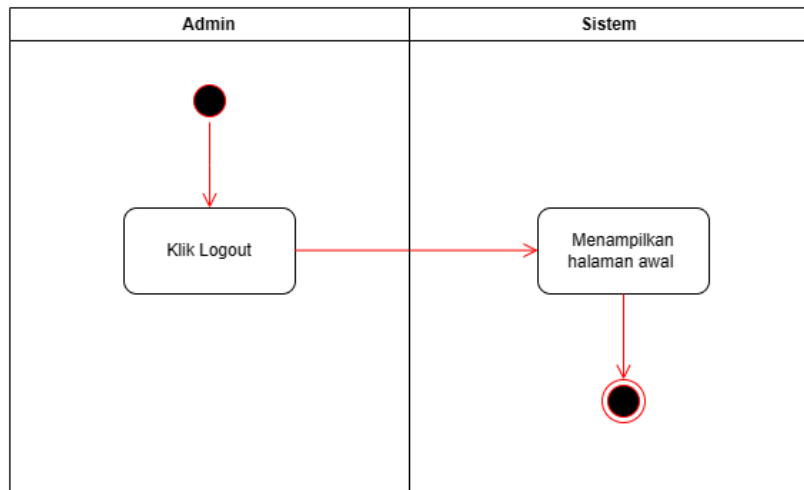 Admin
Sistem
Klik Logout
Menampilkan
halaman awal